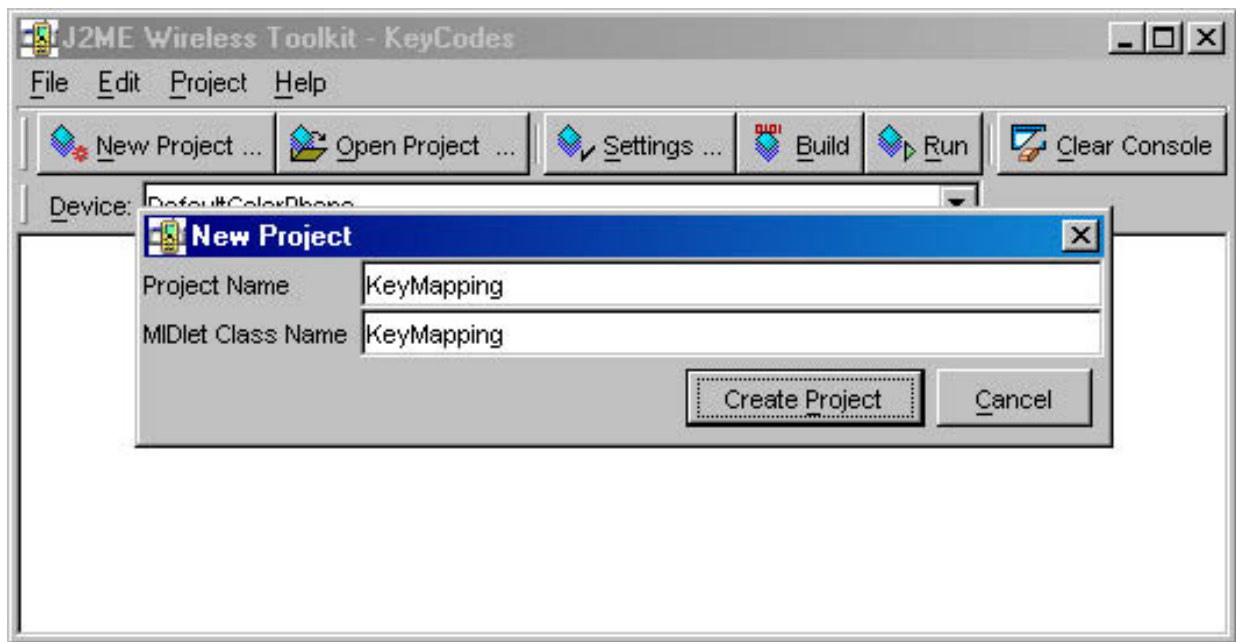 J2ME Wireless Toolkit - KeyCodes
File Edit Project Help
New Project ... Open Project ... Settings ... Build Run Clear Console
Device: DefaultColorPhone
New Project
Project Name KeyMapping
MIDlet Class Name KeyMapping
Create Project Cancel